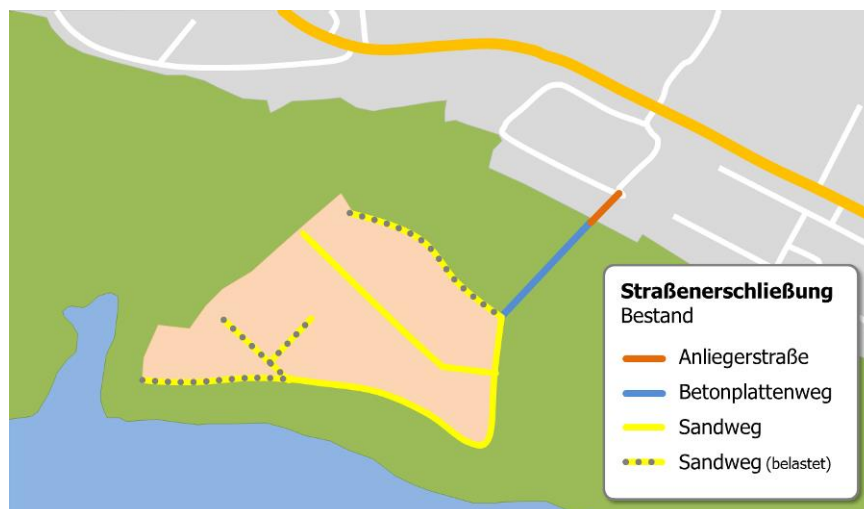 Straßenerschließung
Bestand
Anliegerstraße
Betonplattenweg
Sandweg
Sandweg (belastet)